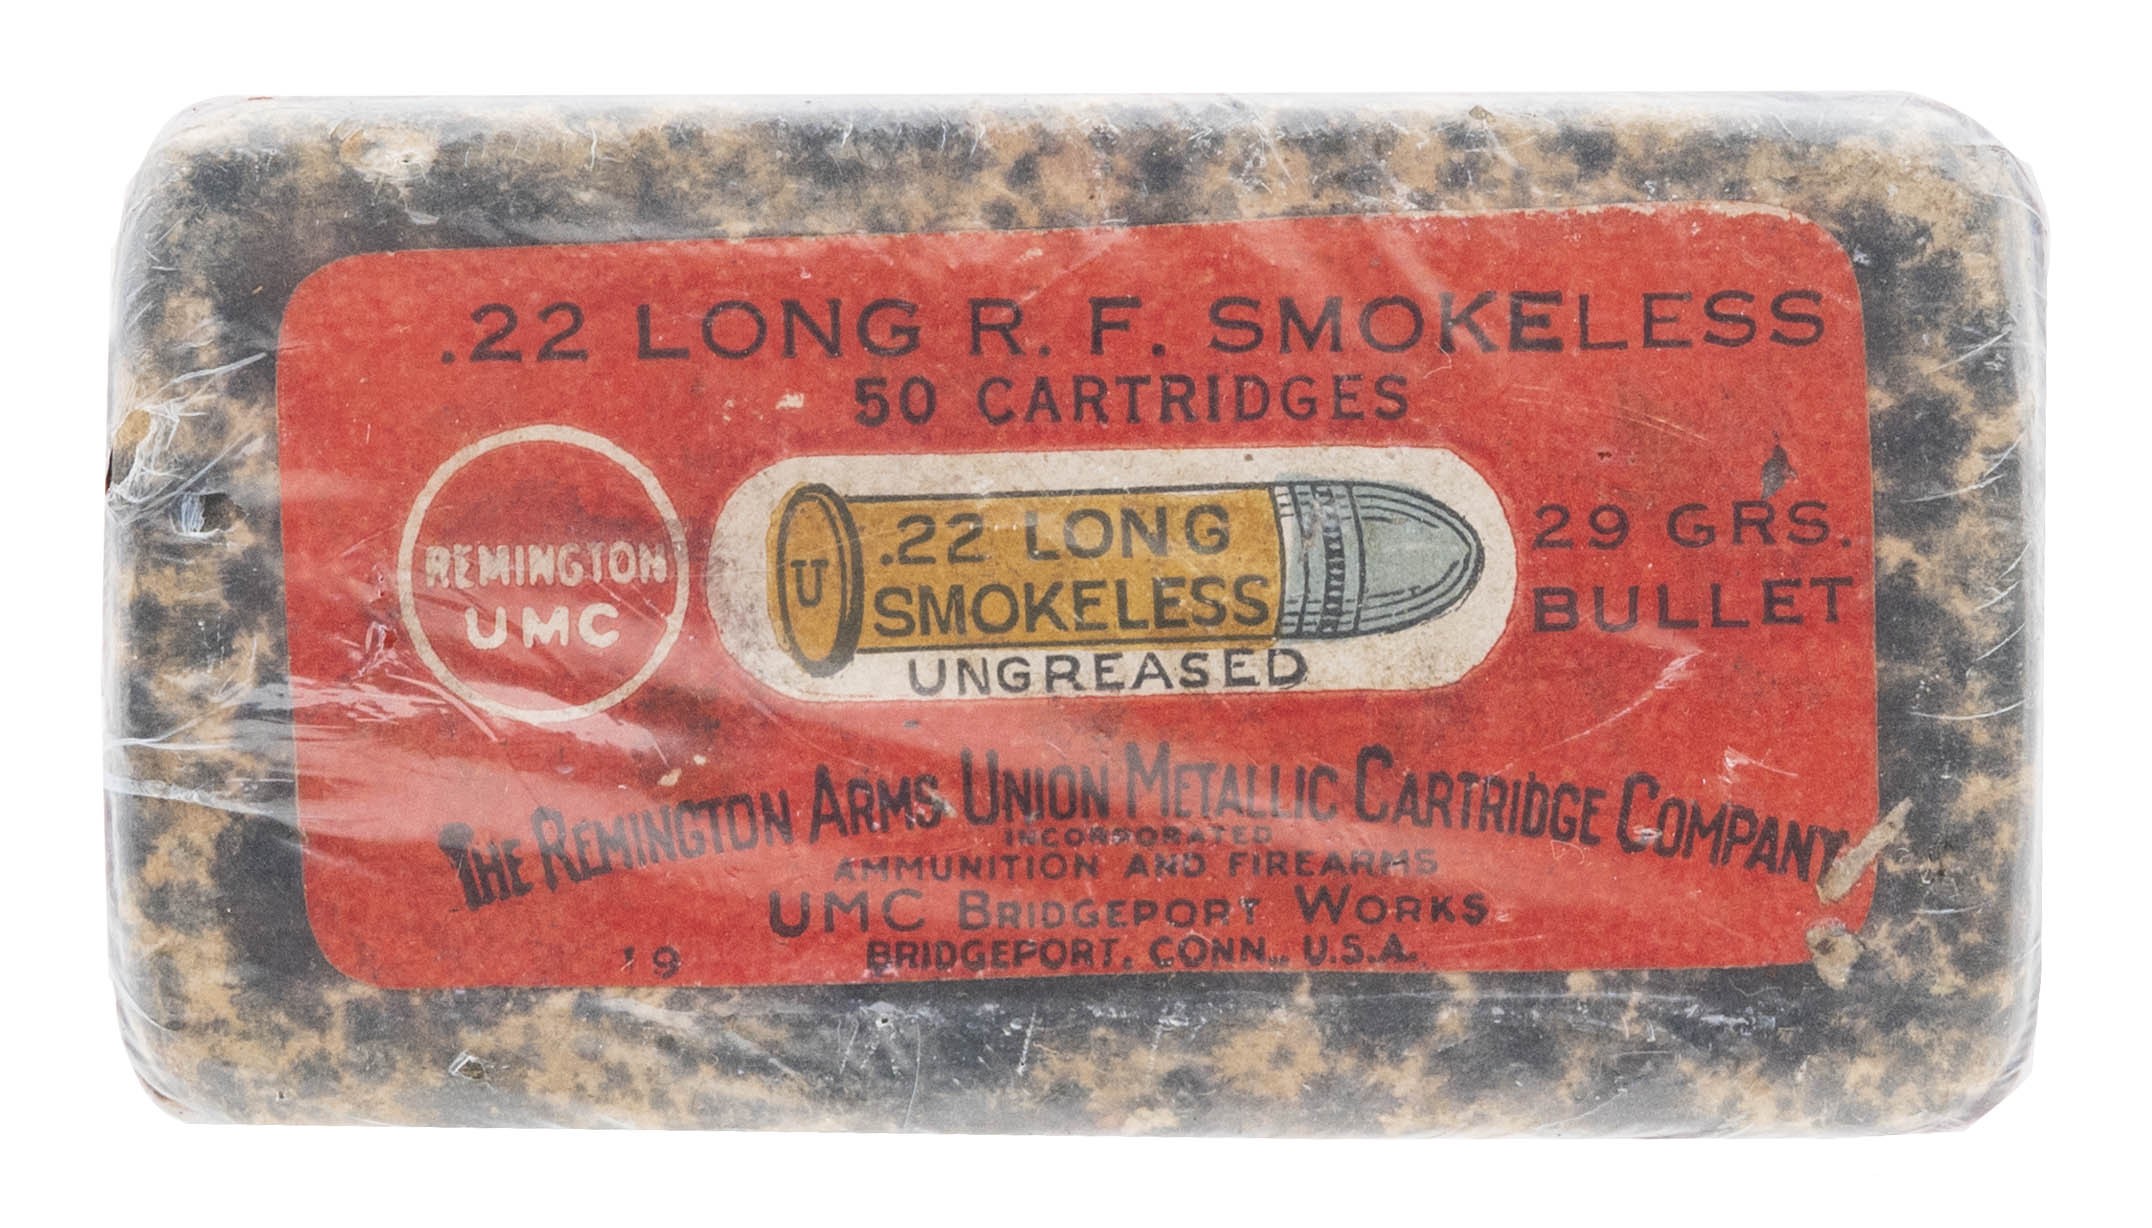 .22 LONG R. F. SMOKELESS
50 CARTRIDGES
REMINGTON
UMC
U
.22 LONG
SMOKELESS
UNGREASED
29 GRS.
BULLET
THE REMINGTON ARMS UNION METALLIC CARTRIDGE COMPANY
INCORPORATED
AMMUNITION AND FIREARMS
UMC BRIDGEPORT WORKS
BRIDGEPORT, CONN., U.S.A.
19